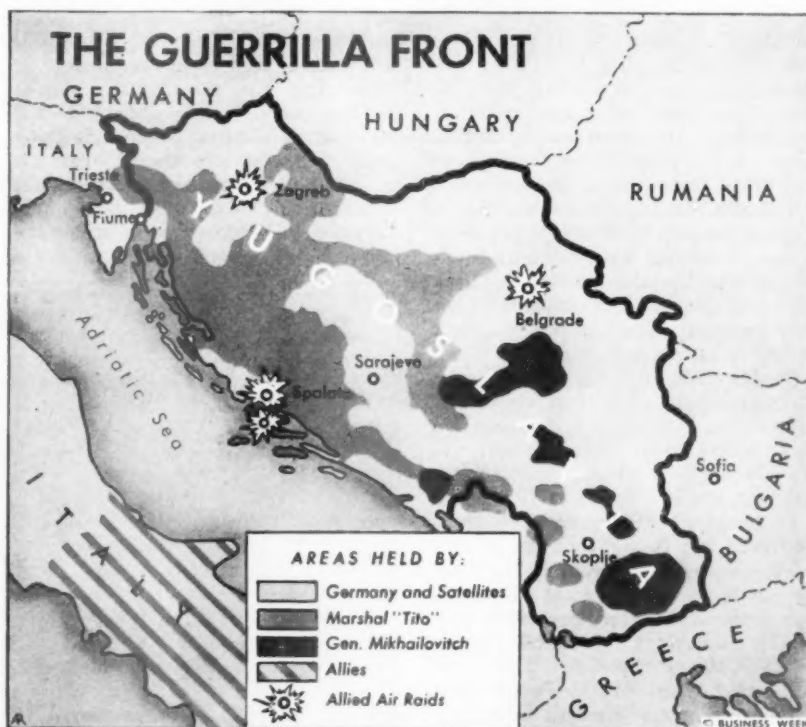 THE GUERRILLA FRONT
GERMANY
HUNGARY
ITALY
Trieste
Fiume
Zagreb
RUMANIA
YUGOSLAVIA
Belgrade
Adriatic Sea
Sarajevo
Spalato
Sofia
BULGARIA
Skoplje
ITALY
GREECE
AREAS HELD BY:
Germany and Satellites
Marshal "Tito"
Gen. Mikhailovitch
Allies
Allied Air Raids
© BUSINESS WEEK